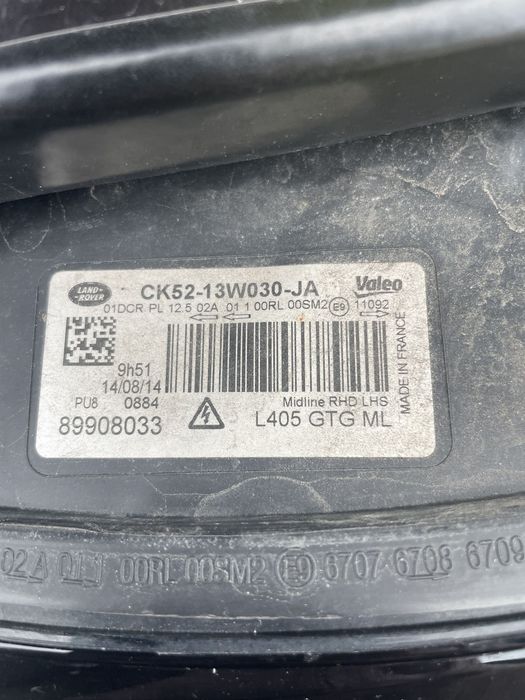 LAND-
ROVER
CK52-13W030-JA
Valeo
01DCR PL 12.5 02A 01 1 00RL 00SM2 E9 11092
9h51
14/08/14
PU8 0884
89908033
Midline RHD LHS
L405 GTG ML
MADE IN FRANCE
02A 01 1 00RL 00SM2 E9 6707 6708 6709